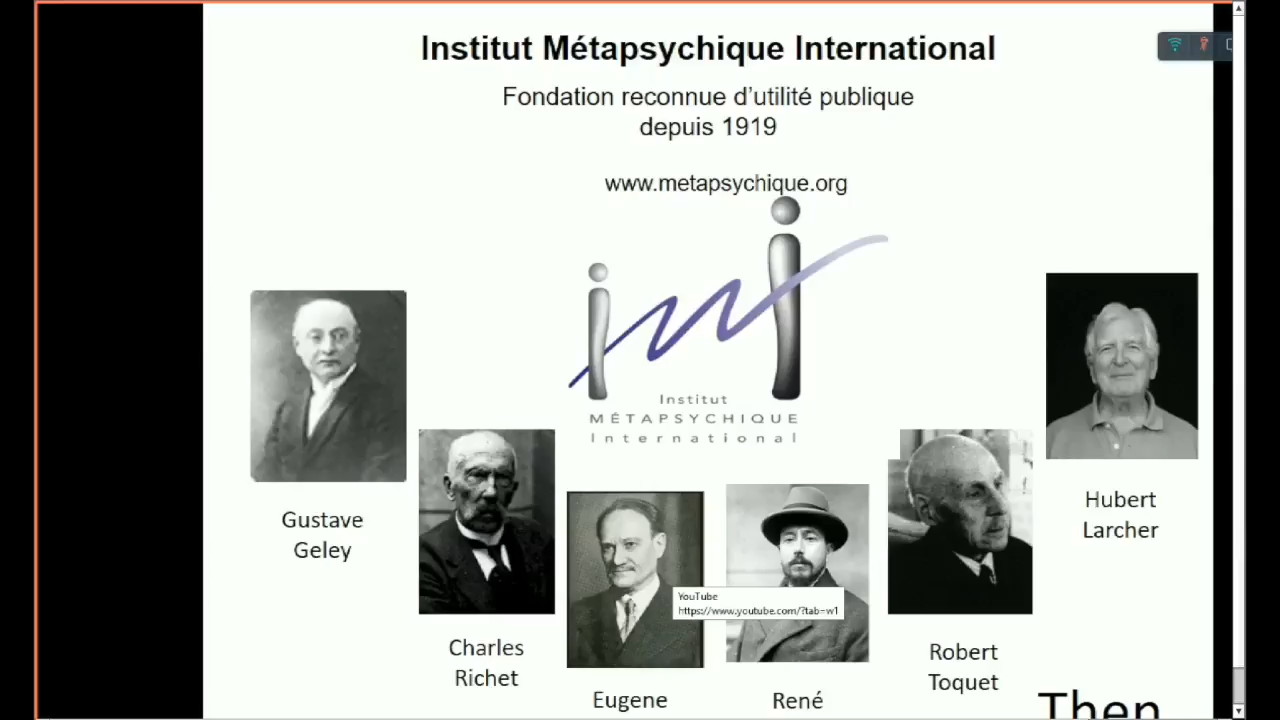 Institut Métapsychique International
Fondation reconnue d'utilité publique
depuis 1919
www.metapsychique.org
Institut
MÉTAPSYCHIQUE
International
Gustave
Geley
Charles
Richet
Eugene
YouTube
https://www.youtube.com/?tab=w1
René
Robert
Toquet
Hubert
Larcher
Then